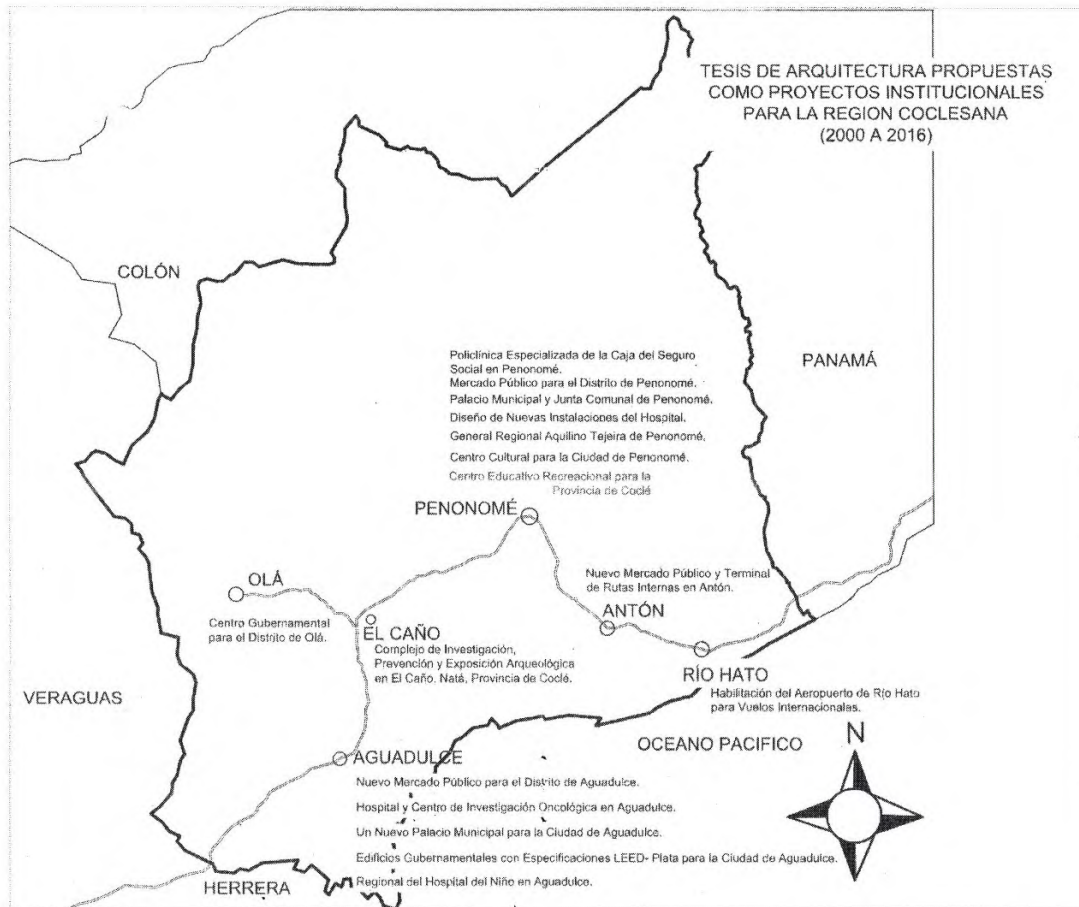 TESIS DE ARQUITECTURA PROPUESTAS
COMO PROYECTOS INSTITUCIONALES
PARA LA REGION COCLESANA
(2000 A 2016)
COLÓN
PANAMÁ
Policlínica Especializada de la Caja del Seguro
Social en Penonomé.
Mercado Público para el Distrito de Penonomé.
Palacio Municipal y Junta Comunal de Penonomé.
Diseño de Nuevas Instalaciones del Hospital.
General Regional Aquilino Tejeira de Penonomé.
Centro Cultural para la Ciudad de Penonomé.
Centro Educativo Recreacional para la
Provincia de Coclé
PENONOMÉ
OLÁ
Centro Gubernamental
para el Distrito de Olá.
Nuevo Mercado Público y Terminal
de Rutas Internas en Antón.
ANTÓN
EL CAÑO
Complejo de Investigación,
Prevención y Exposición Arqueológica
en El Caño, Natá, Provincia de Coclé.
RÍO HATO
Habilitación del Aeropuerto de Río Hato
para Vuelos Internacionales.
VERAGUAS
OCEANO PACIFICO
N
AGUADULCE
Nuevo Mercado Público para el Distrito de Aguadulce.
Hospital y Centro de Investigación Oncológica en Aguadulce.
Un Nuevo Palacio Municipal para la Ciudad de Aguadulce.
Edificios Gubernamentales con Especificaciones LEED- Plata para la Ciudad de Aguadulce.
Regional del Hospital del Niño en Aguadulce.
HERRERA